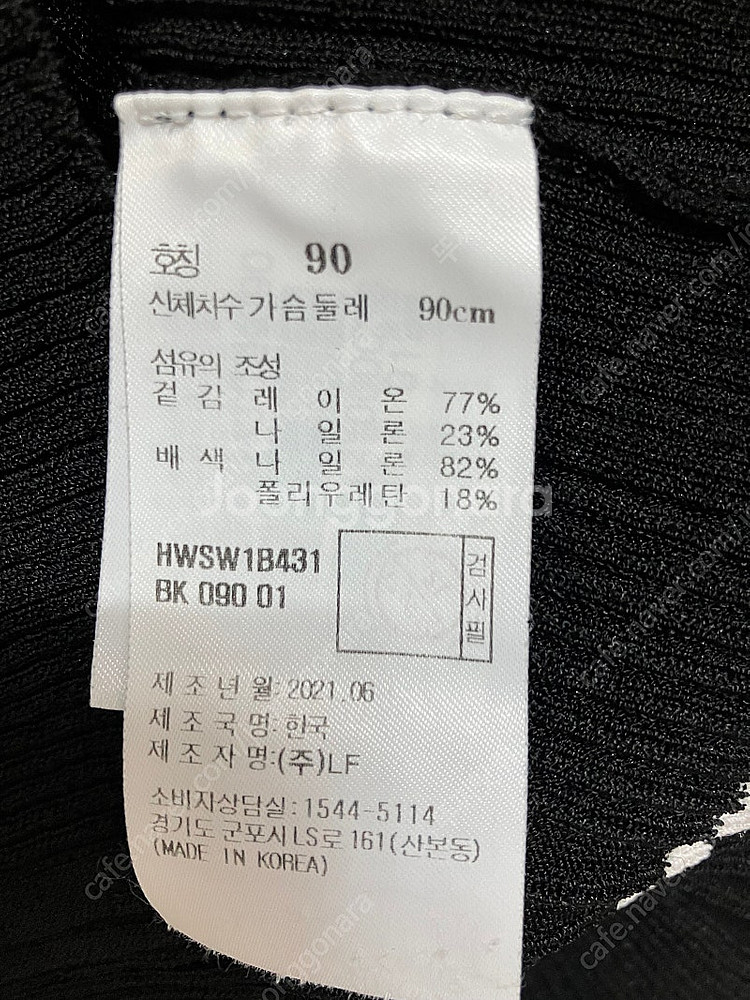 호칭 90
신체치수 가슴둘레 90cm
섬유의 조성
겉감 레이온 77%
나일론 23%
배색 나일론 82%
폴리우레탄 18%
HWSW1B431
BK 090 01
검사필
제조년월: 2021.06
제조국명: 한국
제조자명:(주)LF
소비자상담실: 1544-5114
경기도 군포시 LS로 161(산본동)
(MADE IN KOREA)